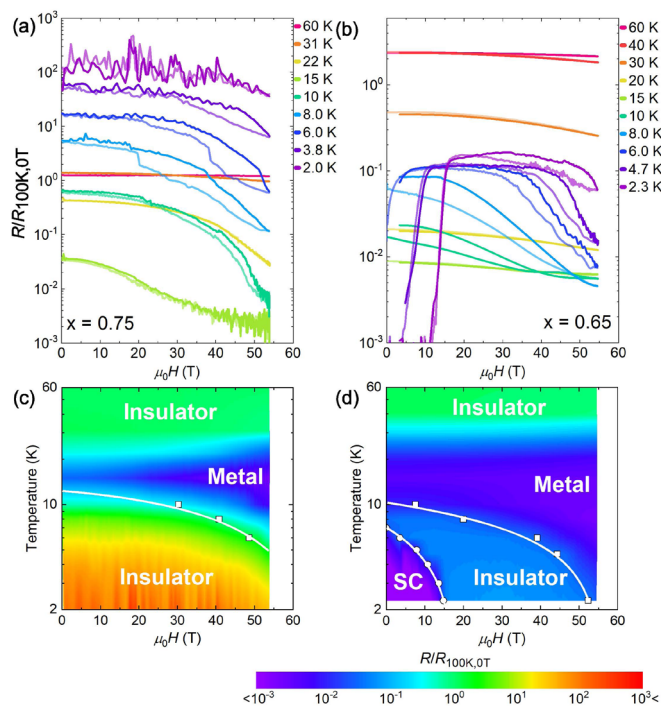 (a)
10³
10²
10¹
10⁰
10⁻¹
10⁻²
10⁻³
R/R100K,0T
0 10 20 30 40 50 60
μ₀H (T)
x = 0.75
60 K
31 K
22 K
15 K
10 K
8.0 K
6.0 K
3.8 K
2.0 K
(b)
10⁰
10⁻¹
10⁻²
10⁻³
0 10 20 30 40 50 60
μ₀H (T)
x = 0.65
60 K
40 K
30 K
20 K
15 K
10 K
8.0 K
6.0 K
4.7 K
2.3 K
(c)
60
10
2
Temperature (K)
Insulator
Metal
Insulator
0 10 20 30 40 50 60
μ₀H (T)
(d)
60
10
2
Temperature (K)
Insulator
Metal
SC
Insulator
0 10 20 30 40 50 60
μ₀H (T)
R/R100K,0T
<10⁻³ 10⁻² 10⁻¹ 10⁰ 10¹ 10² 10³<